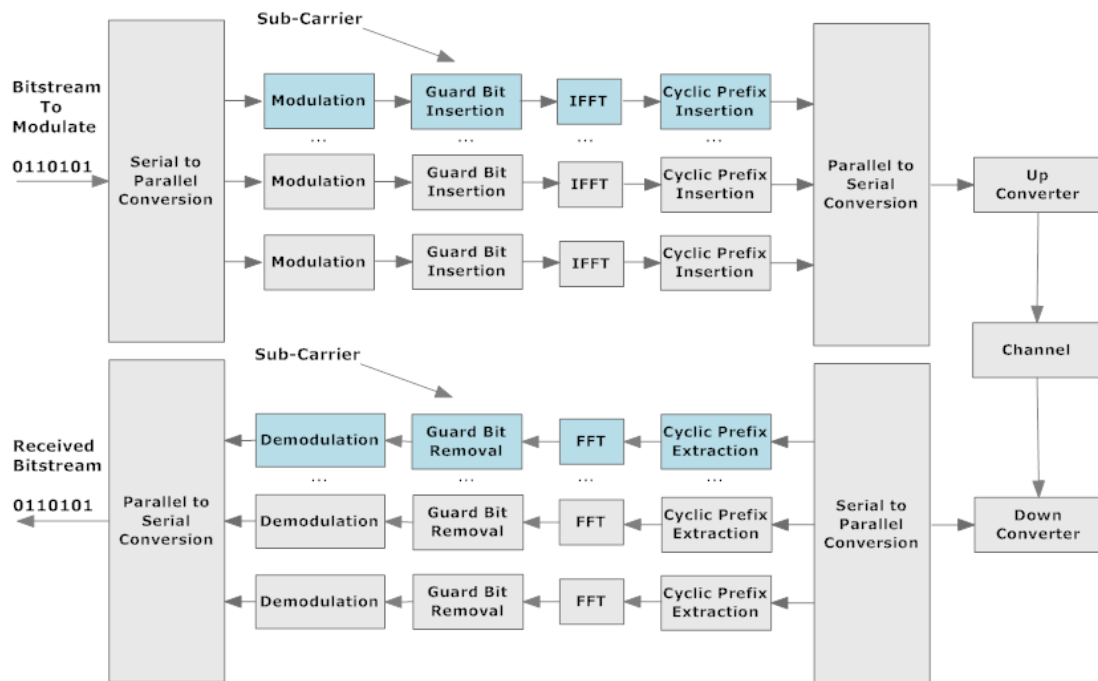 Sub-Carrier
Bitstream
To
Modulate
0110101
Serial to
Parallel
Conversion
Modulation
Guard Bit
Insertion
IFFT
Cyclic Prefix
Insertion
...
...
...
...
Modulation
Guard Bit
Insertion
IFFT
Cyclic Prefix
Insertion
Modulation
Guard Bit
Insertion
IFFT
Cyclic Prefix
Insertion
Parallel to
Serial
Conversion
Up
Converter
Channel
Sub-Carrier
Received
Bitstream
0110101
Parallel to
Serial
Conversion
Demodulation
Guard Bit
Removal
FFT
Cyclic Prefix
Extraction
...
...
...
...
Demodulation
Guard Bit
Removal
FFT
Cyclic Prefix
Extraction
Demodulation
Guard Bit
Removal
FFT
Cyclic Prefix
Extraction
Serial to
Parallel
Conversion
Down
Converter